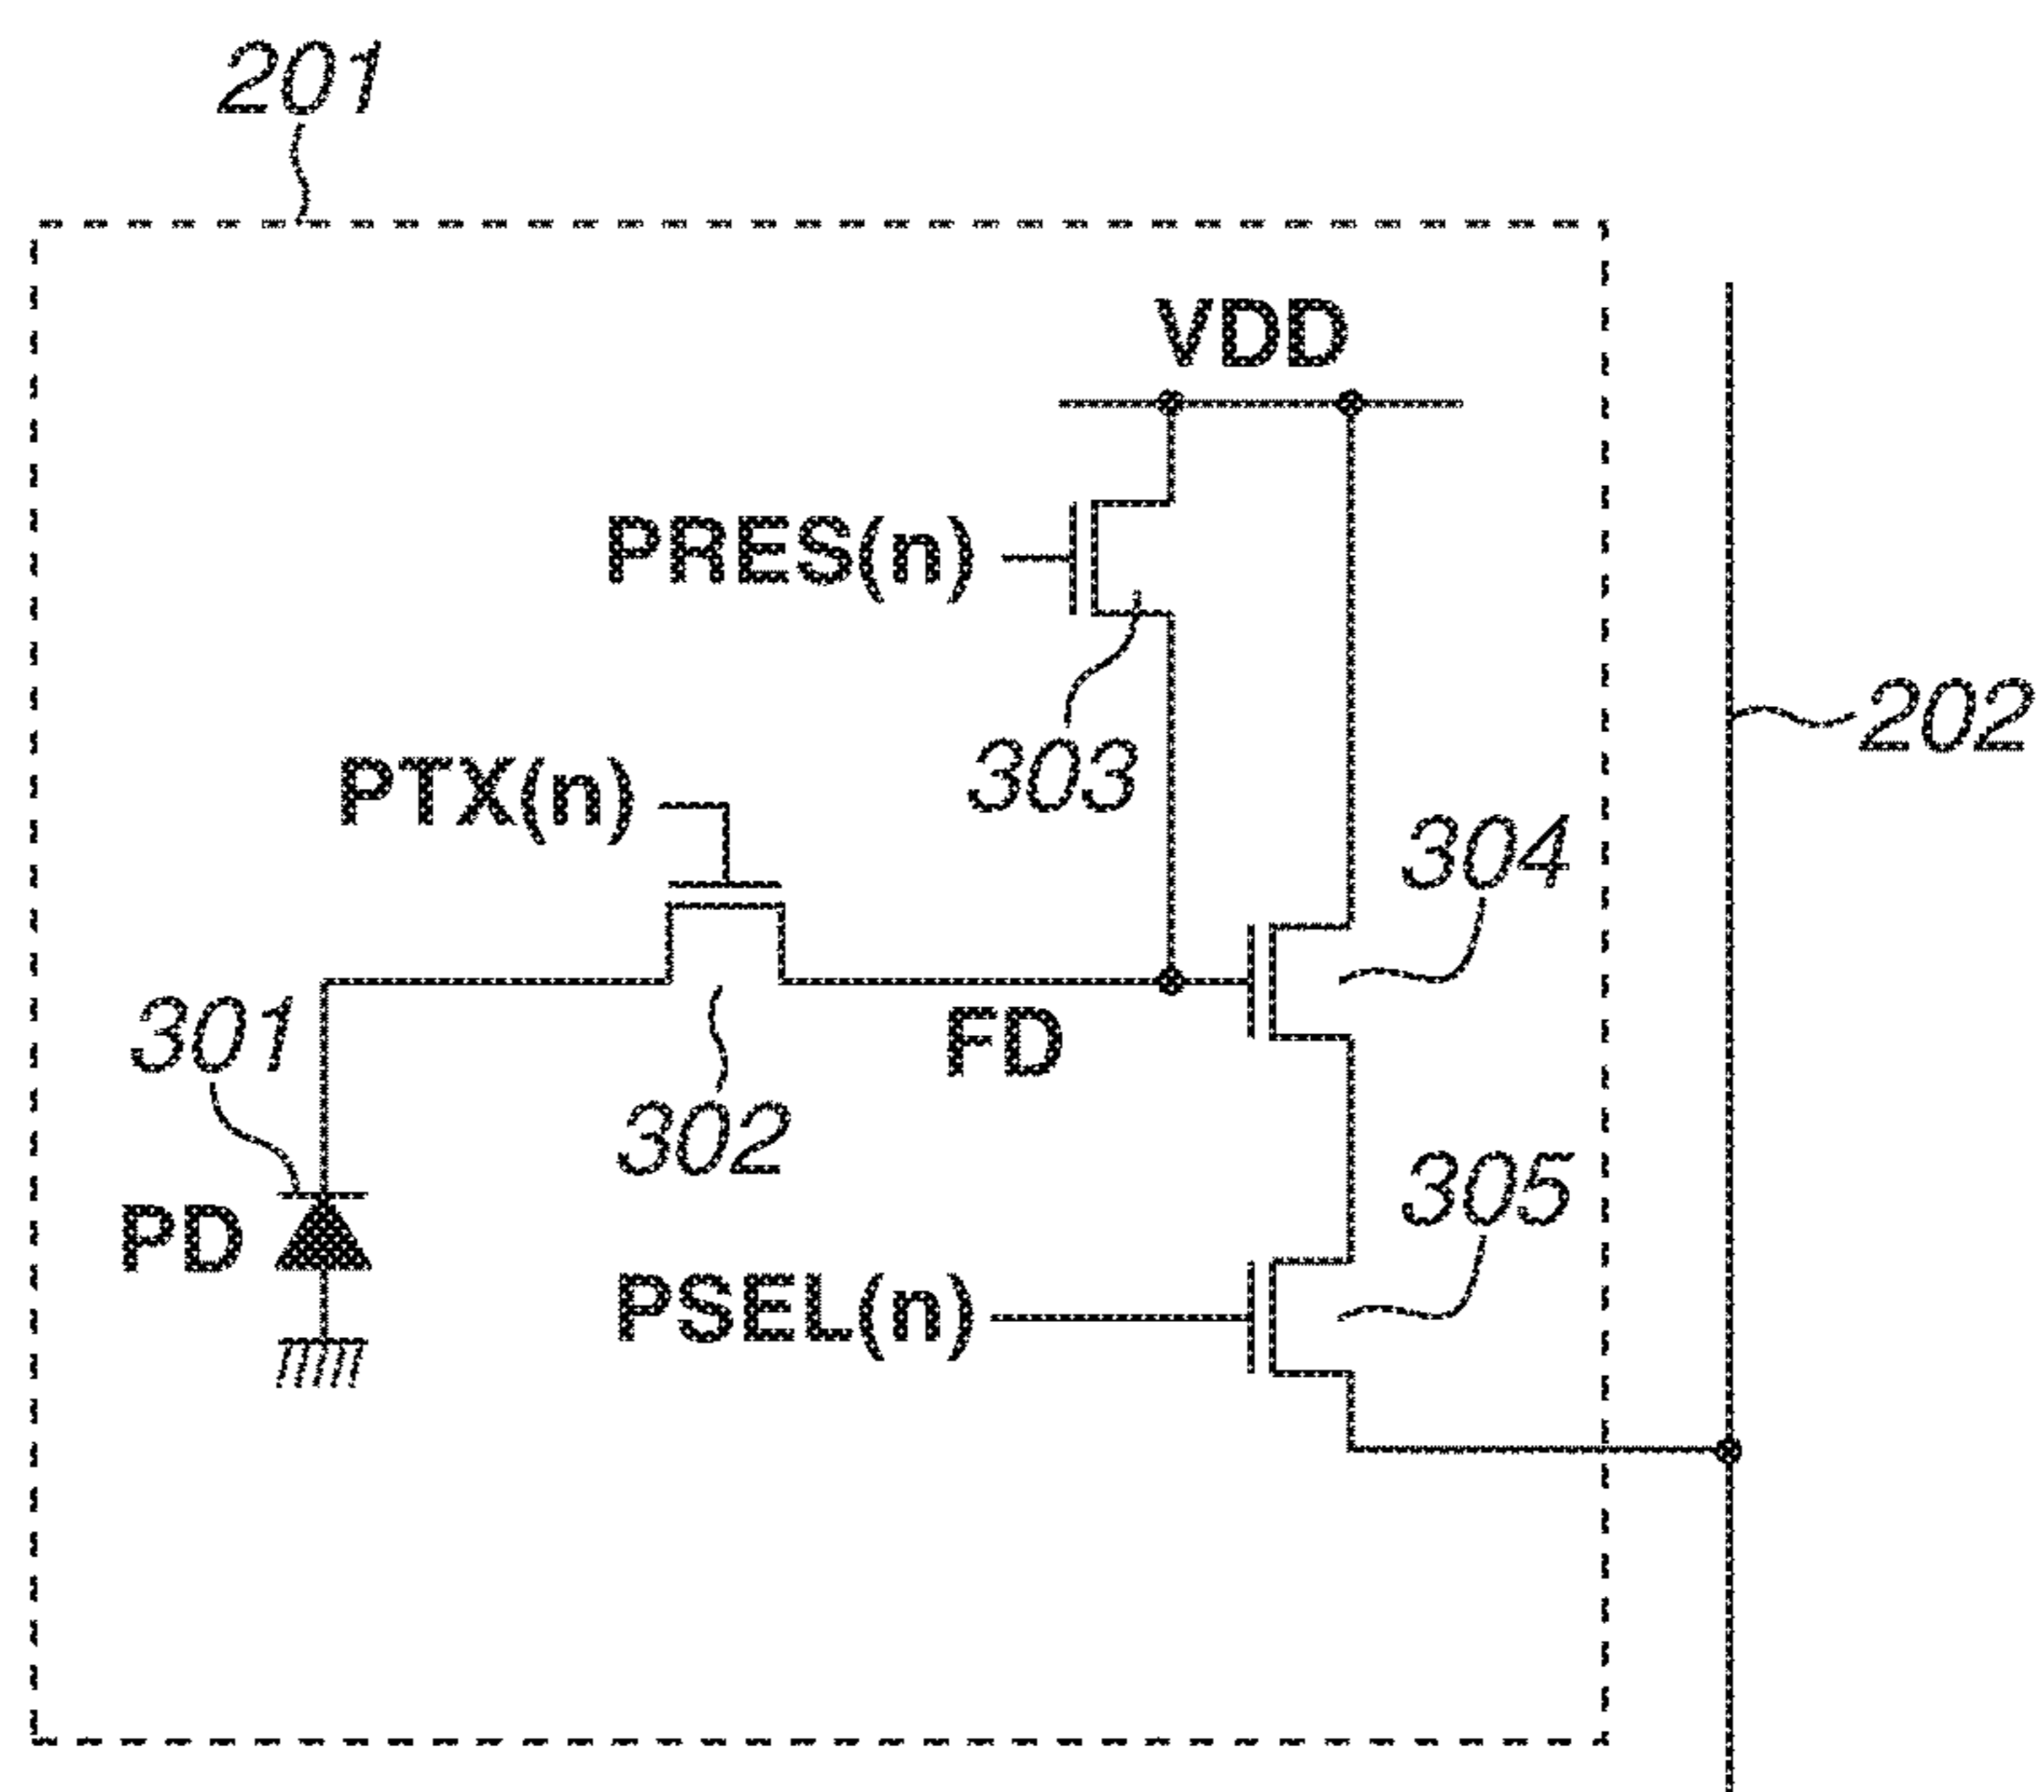 201
VDD
PRES(n)
303
202
PTX(n)
304
301
302
FD
305
PD
PSEL(n)